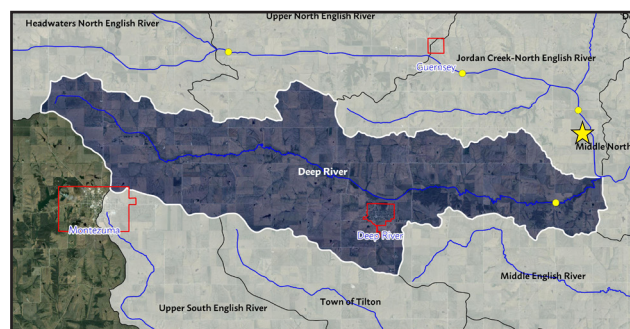 Headwaters North English River
Upper North English River
Guernsey
Jordan Creek-North English River
Middle North
Deep River
Montezuma
Deep River
Middle English River
Upper South English River
Town of Tilton